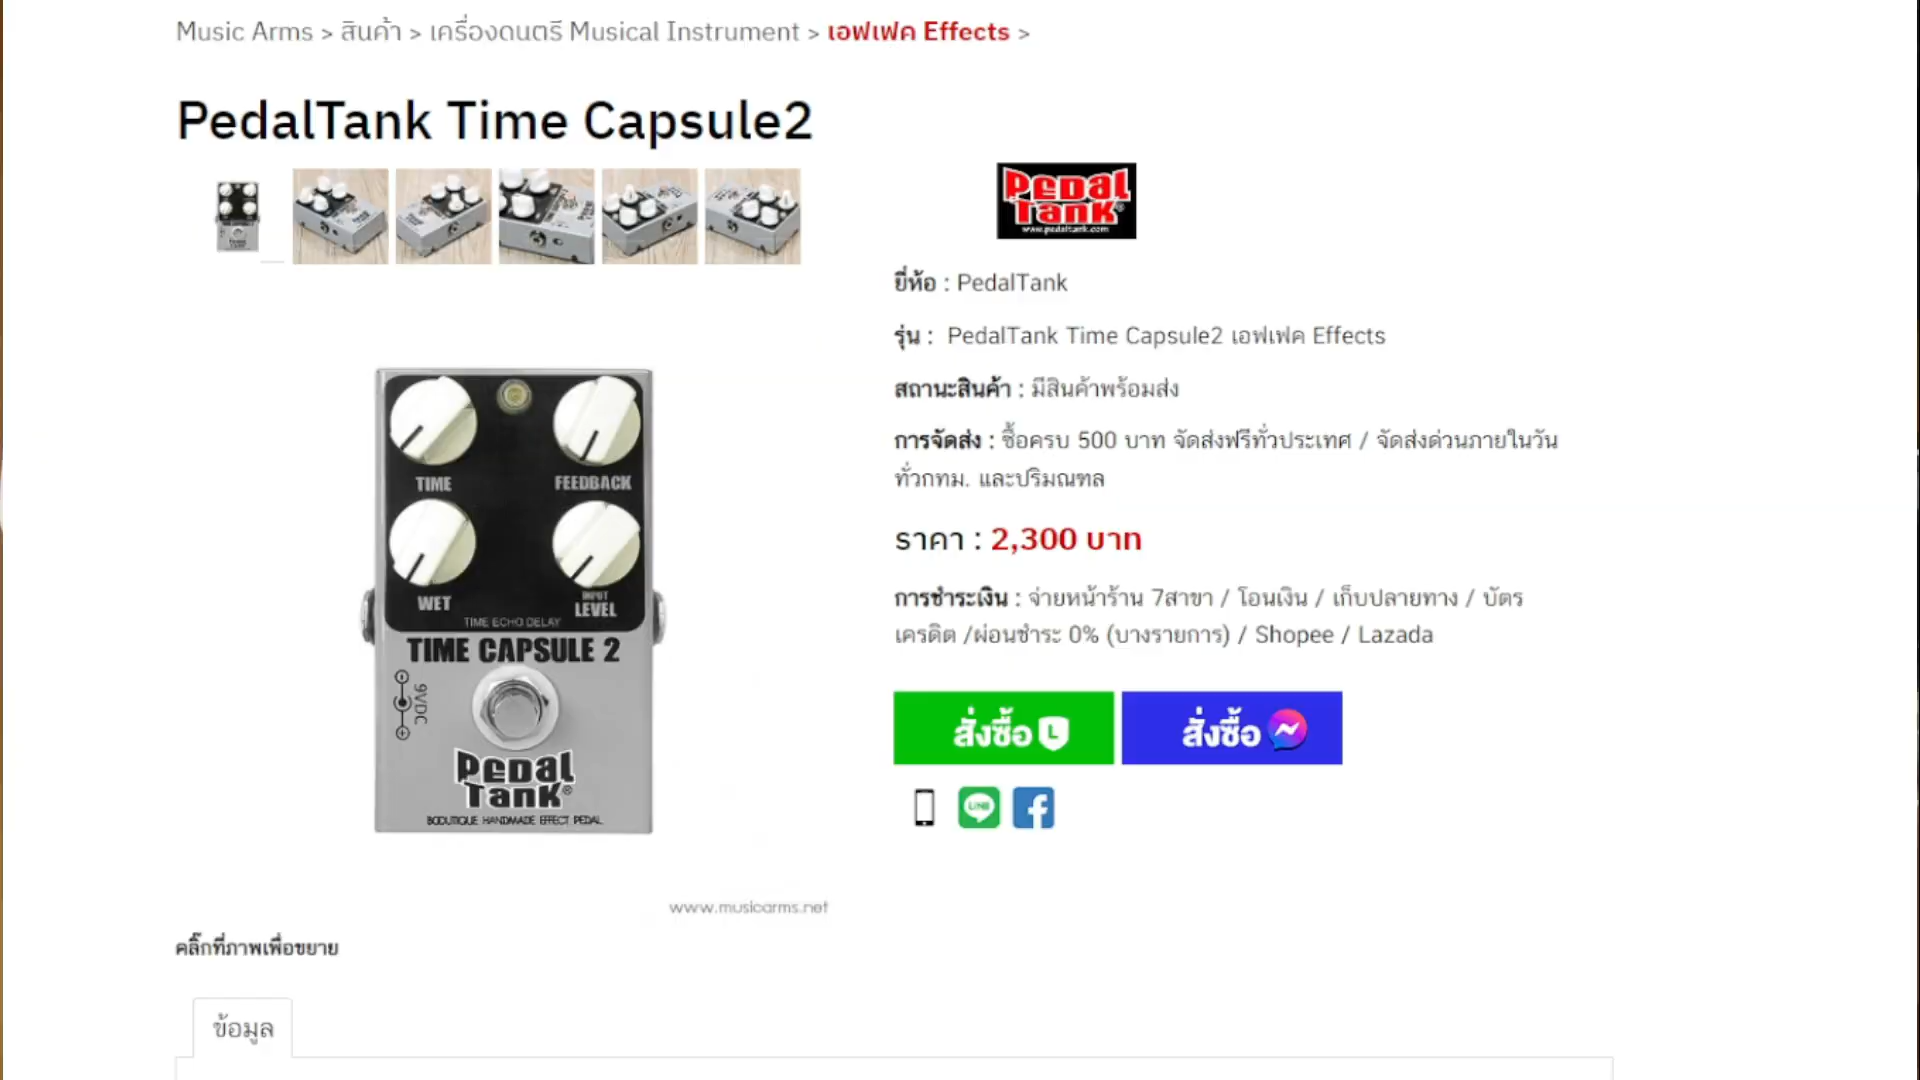 Music Arms > สินค้า > เครื่องดนตรี Musical Instrument > เอฟเฟค Effects >
PedalTank Time Capsule2
Pedal
Tank®
www.pedaltank.com
ยี่ห้อ : PedalTank
รุ่น : PedalTank Time Capsule2 เอฟเฟค Effects
สถานะสินค้า : มีสินค้าพร้อมส่ง
การจัดส่ง : ซื้อครบ 500 บาท จัดส่งฟรีทั่วประเทศ / จัดส่งด่วนภายในวัน
ทั่วกทม. และปริมณฑล
ราคา : 2,300 บาท
การชำระเงิน : จ่ายหน้าร้าน 7สาขา / โอนเงิน / เก็บปลายทาง / บัตร
เครดิต /ผ่อนชำระ 0% (บางรายการ) / Shopee / Lazada
สั่งซื้อ L
สั่งซื้อ
LINE
TIME
FEEDBACK
WET
INPUT
LEVEL
TIME ECHO DELAY
TIME CAPSULE 2
9VDC
Pedal
Tank®
BOOUTIQUE HANDMADE EFFECT PEDAL
www.musicarms.net
คลิ๊กที่ภาพเพื่อขยาย
ข้อมูล